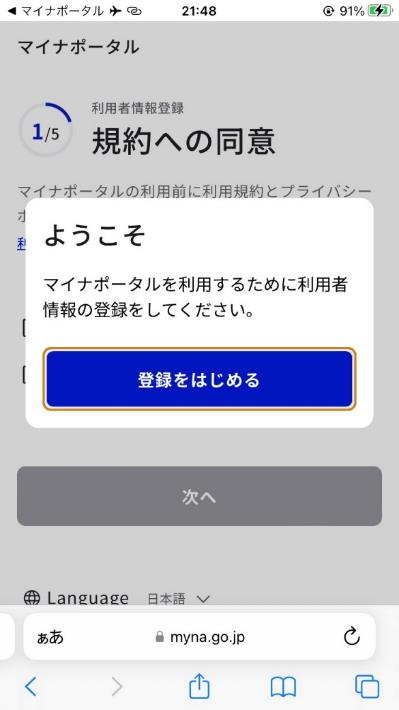 マイナポータル
21:48
91%
マイナポータル
1/5
利用者情報登録
規約への同意
マイナポータルの利用前に利用規約とプライバシー
ようこそ
マイナポータルを利用するために利用者
情報の登録をしてください。
登録をはじめる
次へ
Language 日本語
ぁあ
myna.go.jp